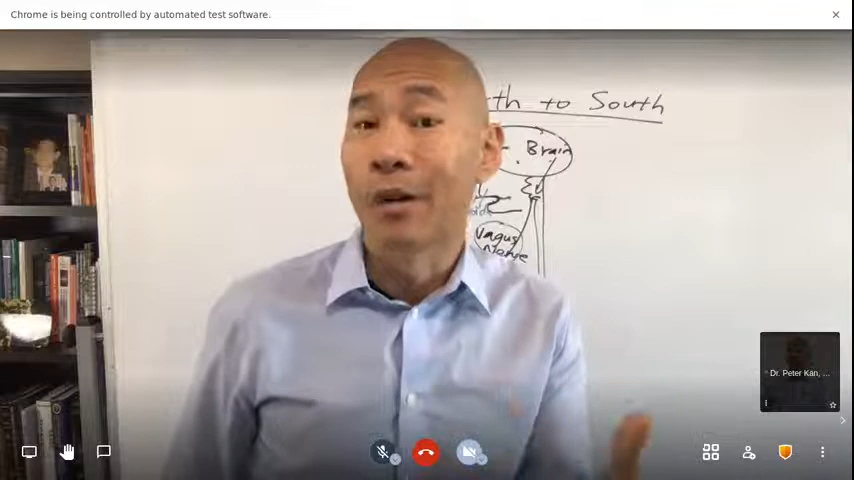 Chrome is being controlled by automated test software.
th to South
Brain
Vagus
Nerve
Dr. Peter Kan, ...